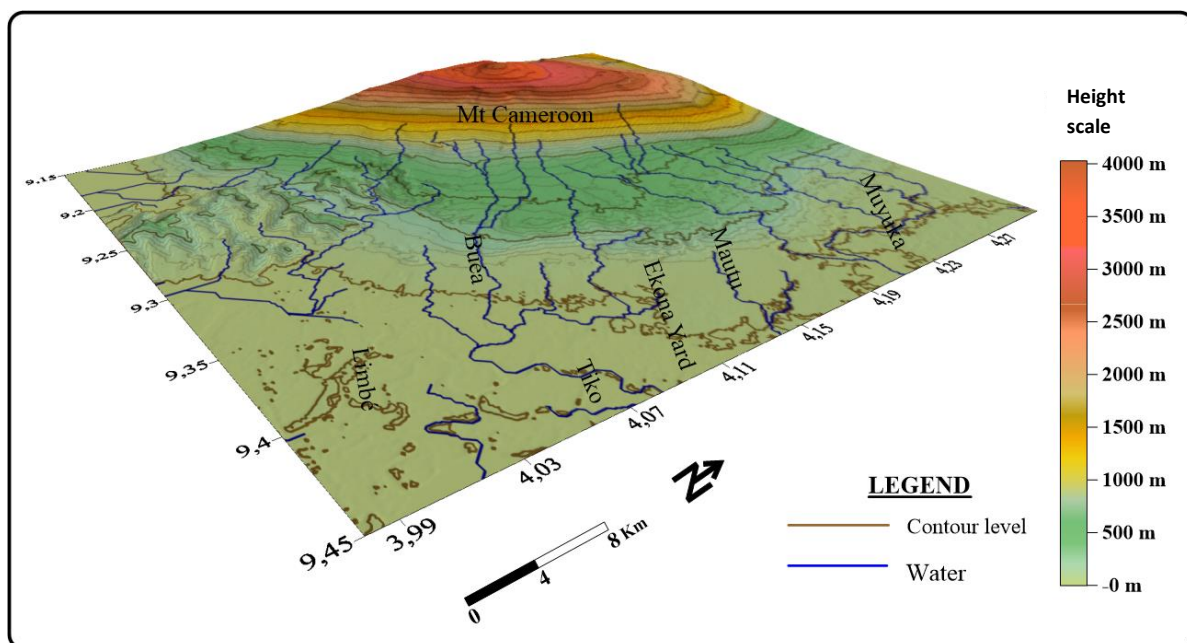 Mt Cameroon
Buea
Limbé
Tiko
Ekona Yard
Mautu
Muyuka
9,15
9,2
9,25
9,3
9,35
9,4
9,45
3,99
4,03
4,07
4,11
4,15
4,19
4,23
4,27
N
0
4
8 Km
Height
scale
4000 m
3500 m
3000 m
2500 m
2000 m
1500 m
1000 m
500 m
-0 m
LEGEND
Contour level
Water